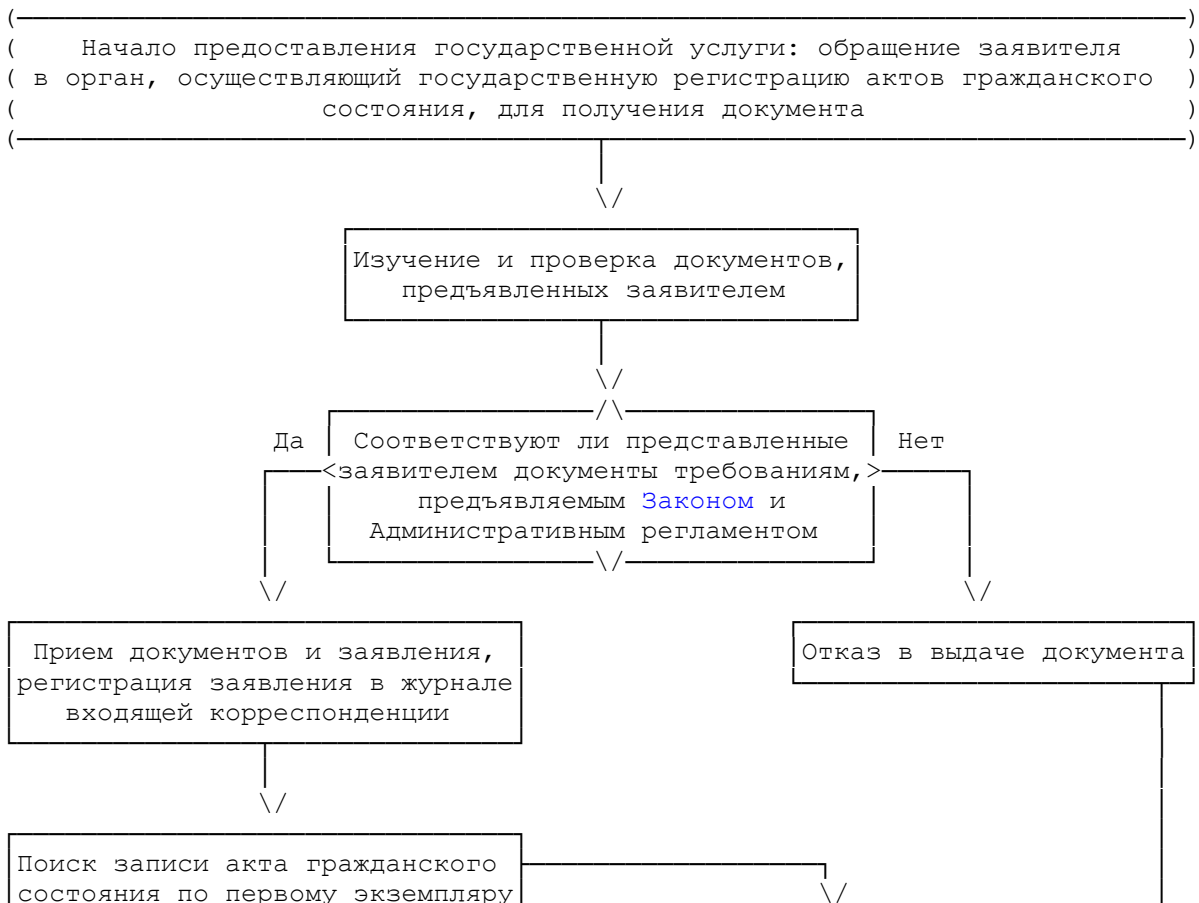 Начало предоставления государственной услуги: обращение заявителя
в орган, осуществляющий государственную регистрацию актов гражданского
состояния, для получения документа
Изучение и проверка документов,
предъявленных заявителем
Да
Соответствуют ли представленные
Нет
заявителем документы требованиям,
предъявляемым Законом и
Административным регламентом
Прием документов и заявления,
регистрация заявления в журнале
входящей корреспонденции
Отказ в выдаче документа
Поиск записи акта гражданского
состояния по первому экземпляру